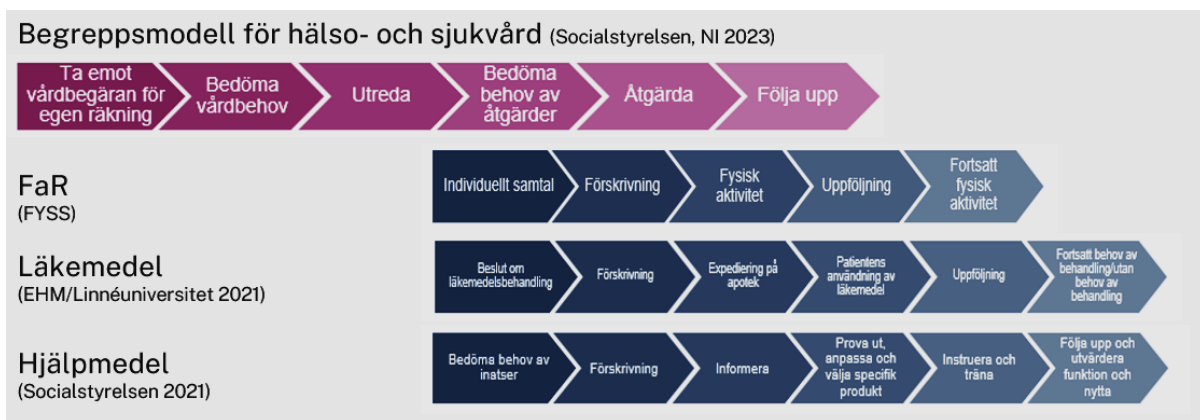 Begreppsmodell för hälso- och sjukvård (Socialstyrelsen, NI 2023)
Ta emot
vårdbegäran för
egen räkning
Bedöma
vårdbehov
Utreda
Bedöma
behov av
åtgärder
Åtgärda
Följa upp
FaR
(FYSS)
Individuellt samtal
Förskrivning
Fysisk
aktivitet
Uppföljning
Fortsatt
fysisk
aktivitet
Läkemedel
(EHM/Linnéuniversitet 2021)
Beslut om
läkemedelsbehandling
Förskrivning
Expediering på
apotek
Patientens
användning av
läkemedel
Uppföljning
Fortsatt behov av
behandling/utan
behov av
behandling
Hjälpmedel
(Socialstyrelsen 2021)
Bedöma behov av
inatser
Förskrivning
Informera
Prova ut,
anpassa och
välja specifik
produkt
Instruera och
träna
Följa upp och
utvärdera
funktion och
nytta